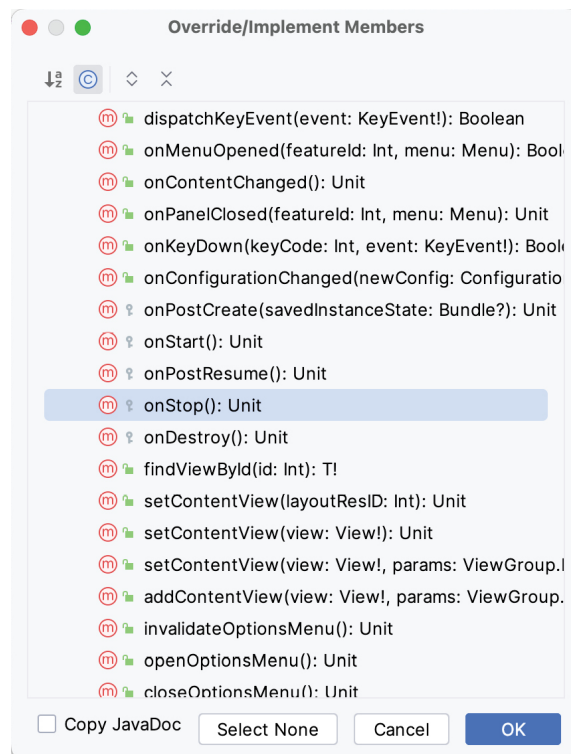 Override/Implement Members
dispatchKeyEvent(event: KeyEvent!): Boolean
onMenuOpened(featureId: Int, menu: Menu): Bool
onContentChanged(): Unit
onPanelClosed(featureId: Int, menu: Menu): Unit
onKeyDown(keyCode: Int, event: KeyEvent!): Boole
onConfigurationChanged(newConfig: Configuratio
onPostCreate(savedInstanceState: Bundle?): Unit
onStart(): Unit
onPostResume(): Unit
onStop(): Unit
onDestroy(): Unit
findViewById(id: Int): T!
setContentView(layoutResID: Int): Unit
setContentView(view: View!): Unit
setContentView(view: View!, params: ViewGroup.
addContentView(view: View!, params: ViewGroup.
invalidateOptionsMenu(): Unit
openOptionsMenu(): Unit
closeOptionsMenu(): Unit
Copy JavaDoc Select None Cancel OK